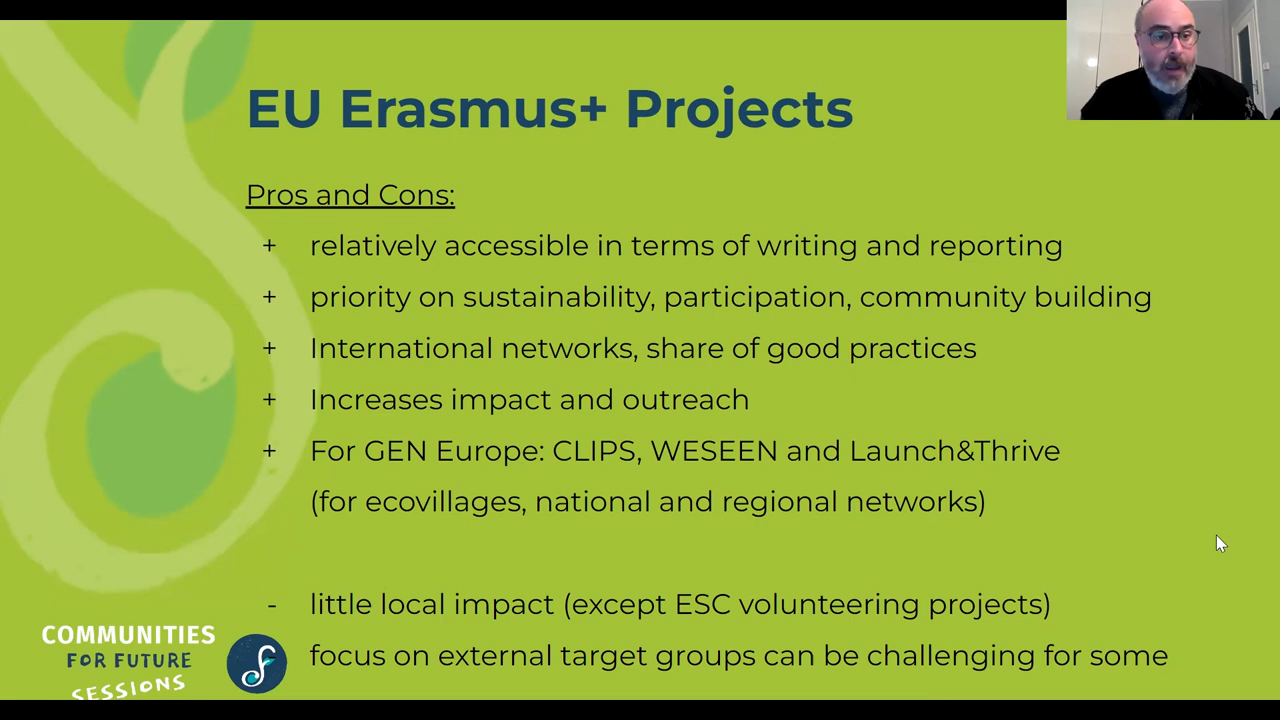 EU Erasmus+ Projects
Pros and Cons:
+ relatively accessible in terms of writing and reporting
+ priority on sustainability, participation, community building
+ International networks, share of good practices
+ Increases impact and outreach
+ For GEN Europe: CLIPS, WESEEN and Launch&Thrive
(for ecovillages, national and regional networks)
- little local impact (except ESC volunteering projects)
focus on external target groups can be challenging for some
COMMUNITIES
FOR FUTURE
SESSIONS